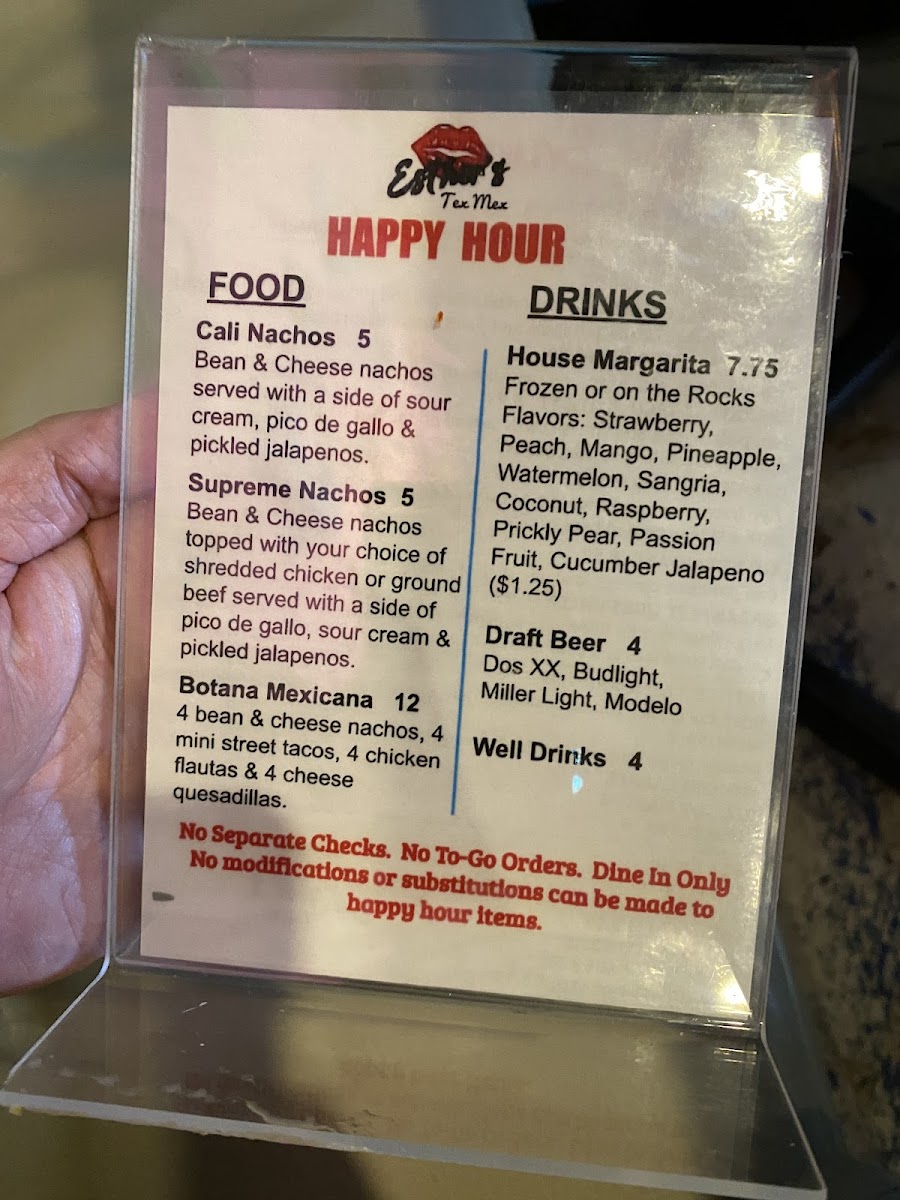 Esther's
Tex Mex
HAPPY HOUR
FOOD
Cali Nachos 5
Bean & Cheese nachos
served with a side of sour
cream, pico de gallo &
pickled jalapenos.
Supreme Nachos 5
Bean & Cheese nachos
topped with your choice of
shredded chicken or ground
beef served with a side of
pico de gallo, sour cream &
pickled jalapenos.
Botana Mexicana 12
4 bean & cheese nachos, 4
mini street tacos, 4 chicken
flautas & 4 cheese
quesadillas.
DRINKS
House Margarita 7.75
Frozen or on the Rocks
Flavors: Strawberry,
Peach, Mango, Pineapple,
Watermelon, Sangria,
Coconut, Raspberry,
Prickly Pear, Passion
Fruit, Cucumber Jalapeno
($1.25)
Draft Beer 4
Dos XX, Budlight,
Miller Light, Modelo
Well Drinks 4
No Separate Checks. No To-Go Orders. Dine In Only
No modifications or substitutions can be made to
happy hour items.